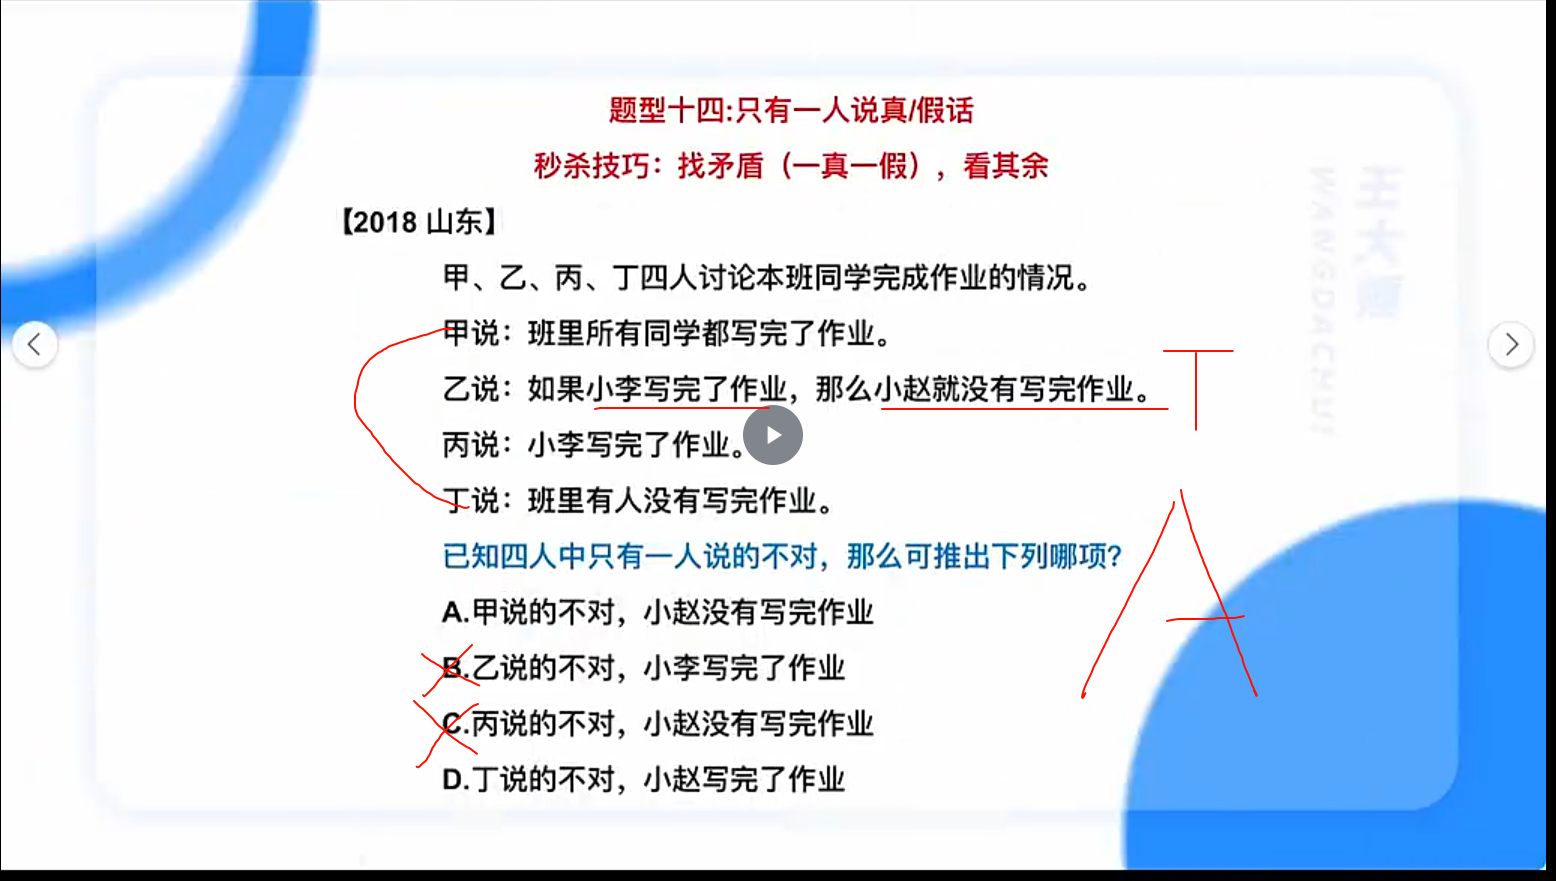 题型十四:只有一人说真/假话
秒杀技巧：找矛盾（一真一假），看其余
【2018 山东】
甲、乙、丙、丁四人讨论本班同学完成作业的情况。
甲说：班里所有同学都写完了作业。
乙说：如果小李写完了作业，那么小赵就没有写完作业。
丙说：小李写完了作业。
丁说：班里有人没有写完作业。
已知四人中只有一人说的不对，那么可推出下列哪项?
A.甲说的不对，小赵没有写完作业
B.乙说的不对，小李写完了作业
C.丙说的不对，小赵没有写完作业
D.丁说的不对，小赵写完了作业
T
A
王大
WANGDACHUI